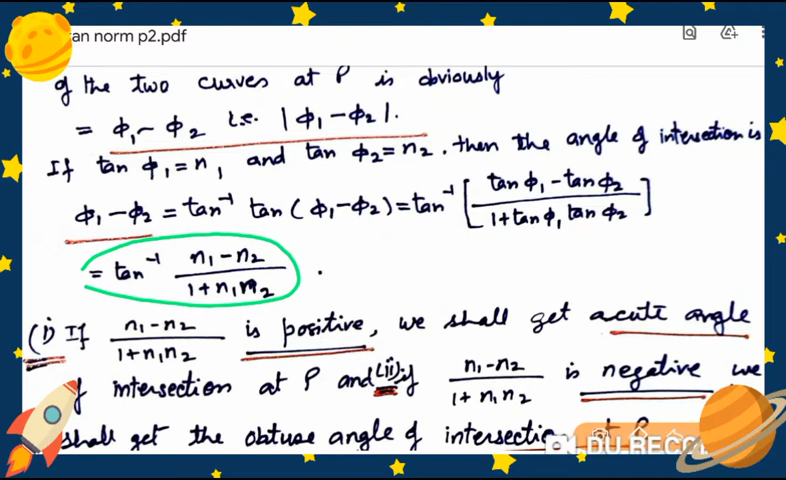 tan norm p2.pdf
of the two curves at P is obviously
= φ₁ ~ φ₂ i.e. |φ₁ - φ₂|.
If tan φ₁ = n₁ and tan φ₂ = n₂, then the angle of intersection is
φ₁ - φ₂ = tan⁻¹ tan (φ₁ - φ₂) = tan⁻¹ [ (tan φ₁ - tan φ₂) / (1 + tan φ₁ tan φ₂) ]
= tan⁻¹ (n₁ - n₂) / (1 + n₁n₂) .
(i) If (n₁ - n₂) / (1 + n₁n₂) is positive, we shall get acute angle
of intersection at P and (ii) if (n₁ - n₂) / (1 + n₁n₂) is negative we
shall get the obtuse angle of intersection at P
DU RECO